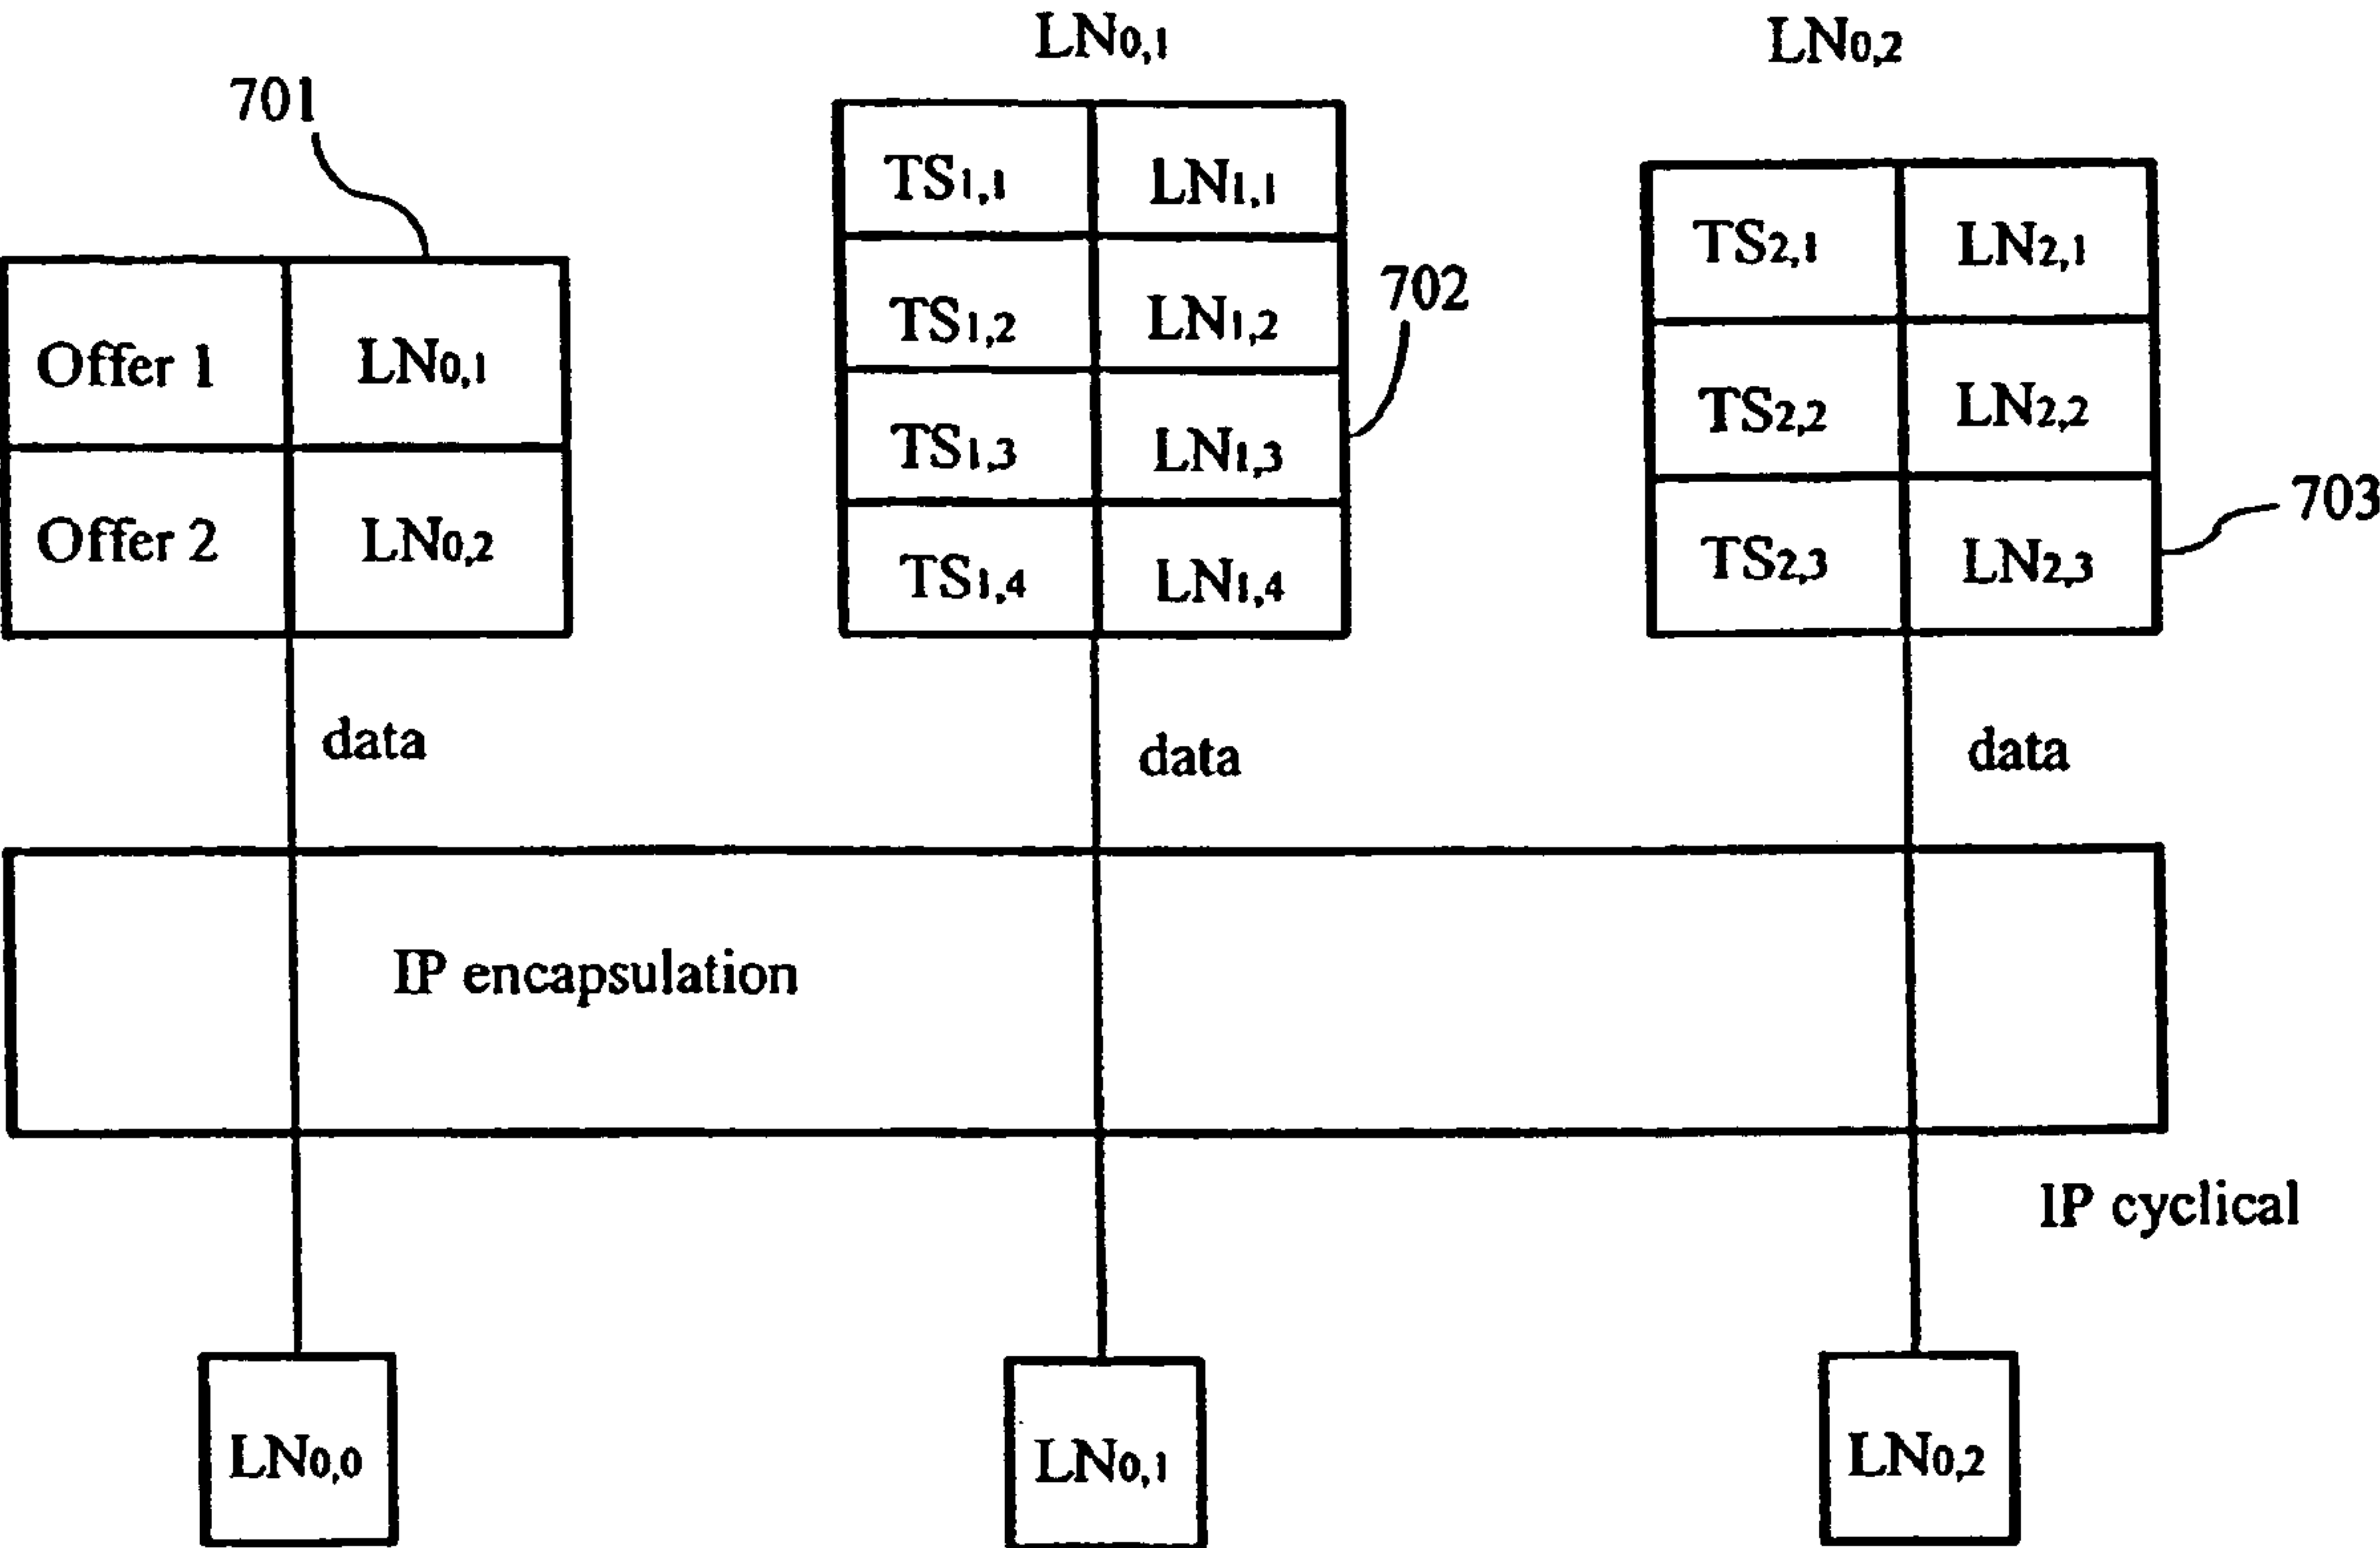 LN0,1
LN0,2
701
TS1,1 LN1,1
TS1,2 LN1,2
TS1,3 LN1,3
TS1,4 LN1,4
702
TS2,1 LN2,1
TS2,2 LN2,2
TS2,3 LN2,3
703
Offer 1 LN0,1
Offer 2 LN0,2
data
data
data
IP encapsulation
IP cyclical
LN0,0
LN0,1
LN0,2